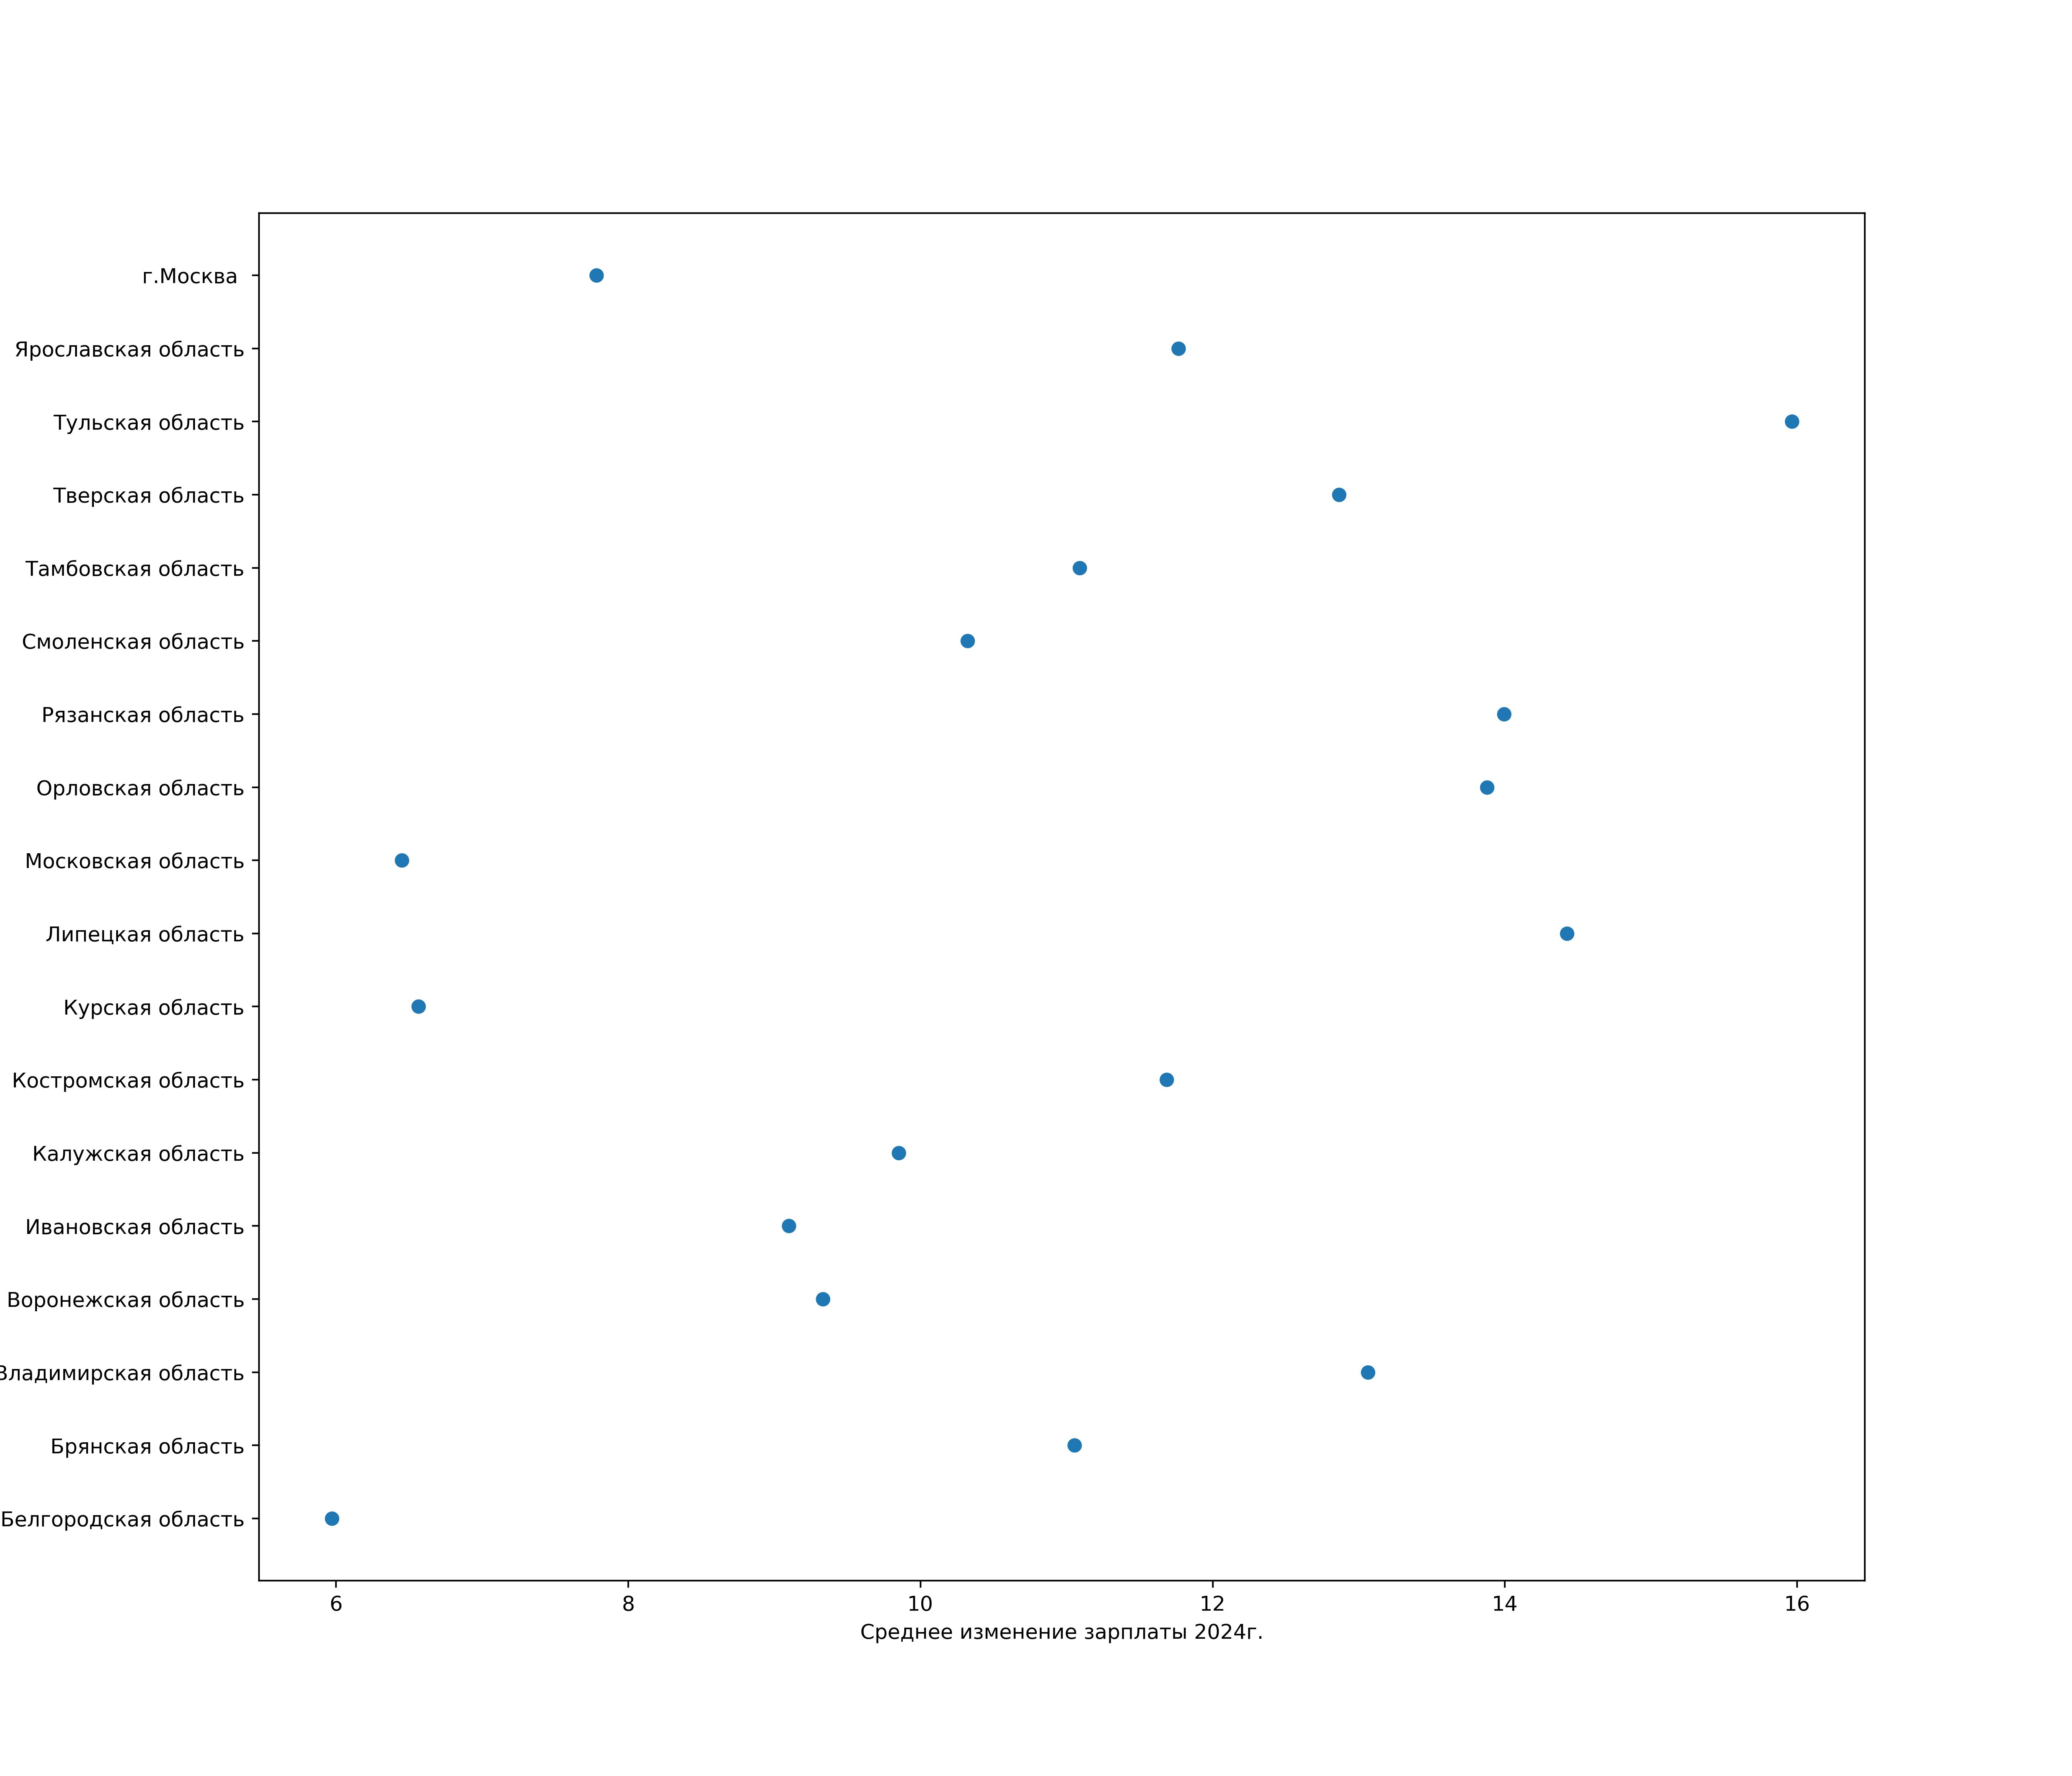 г.Москва
Ярославская область
Тульская область
Тверская область
Тамбовская область
Смоленская область
Рязанская область
Орловская область
Московская область
Липецкая область
Курская область
Костромская область
Калужская область
Ивановская область
Воронежская область
Владимирская область
Брянская область
Белгородская область
6 8 10 12 14 16
Среднее изменение зарплаты 2024г.